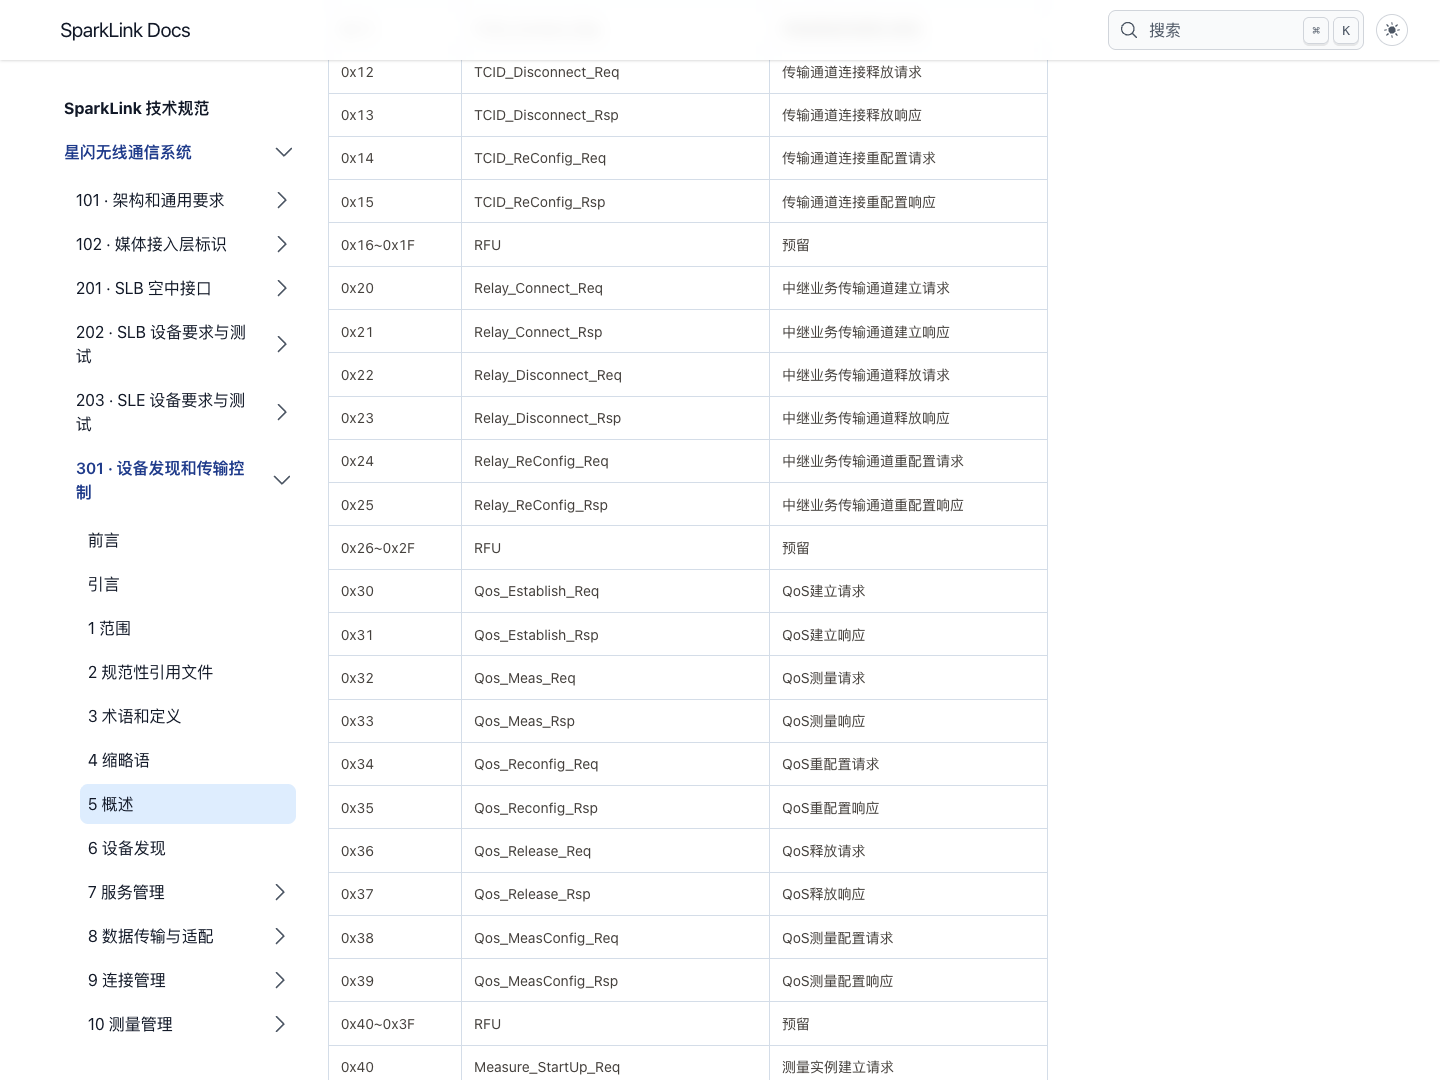 SparkLink Docs
搜索
⌘
K
SparkLink 技术规范
星闪无线通信系统
101 · 架构和通用要求
102 · 媒体接入层标识
201 · SLB 空中接口
202 · SLB 设备要求与测
试
203 · SLE 设备要求与测
试
301 · 设备发现和传输控
制
前言
引言
1 范围
2 规范性引用文件
3 术语和定义
4 缩略语
5 概述
6 设备发现
7 服务管理
8 数据传输与适配
9 连接管理
10 测量管理
0x12 TCID_Disconnect_Req 传输通道连接释放请求
0x13 TCID_Disconnect_Rsp 传输通道连接释放响应
0x14 TCID_ReConfig_Req 传输通道连接重配置请求
0x15 TCID_ReConfig_Rsp 传输通道连接重配置响应
0x16~0x1F RFU 预留
0x20 Relay_Connect_Req 中继业务传输通道建立请求
0x21 Relay_Connect_Rsp 中继业务传输通道建立响应
0x22 Relay_Disconnect_Req 中继业务传输通道释放请求
0x23 Relay_Disconnect_Rsp 中继业务传输通道释放响应
0x24 Relay_ReConfig_Req 中继业务传输通道重配置请求
0x25 Relay_ReConfig_Rsp 中继业务传输通道重配置响应
0x26~0x2F RFU 预留
0x30 Qos_Establish_Req QoS建立请求
0x31 Qos_Establish_Rsp QoS建立响应
0x32 Qos_Meas_Req QoS测量请求
0x33 Qos_Meas_Rsp QoS测量响应
0x34 Qos_Reconfig_Req QoS重配置请求
0x35 Qos_Reconfig_Rsp QoS重配置响应
0x36 Qos_Release_Req QoS释放请求
0x37 Qos_Release_Rsp QoS释放响应
0x38 Qos_MeasConfig_Req QoS测量配置请求
0x39 Qos_MeasConfig_Rsp QoS测量配置响应
0x40~0x3F RFU 预留
0x40 Measure_StartUp_Req 测量实例建立请求